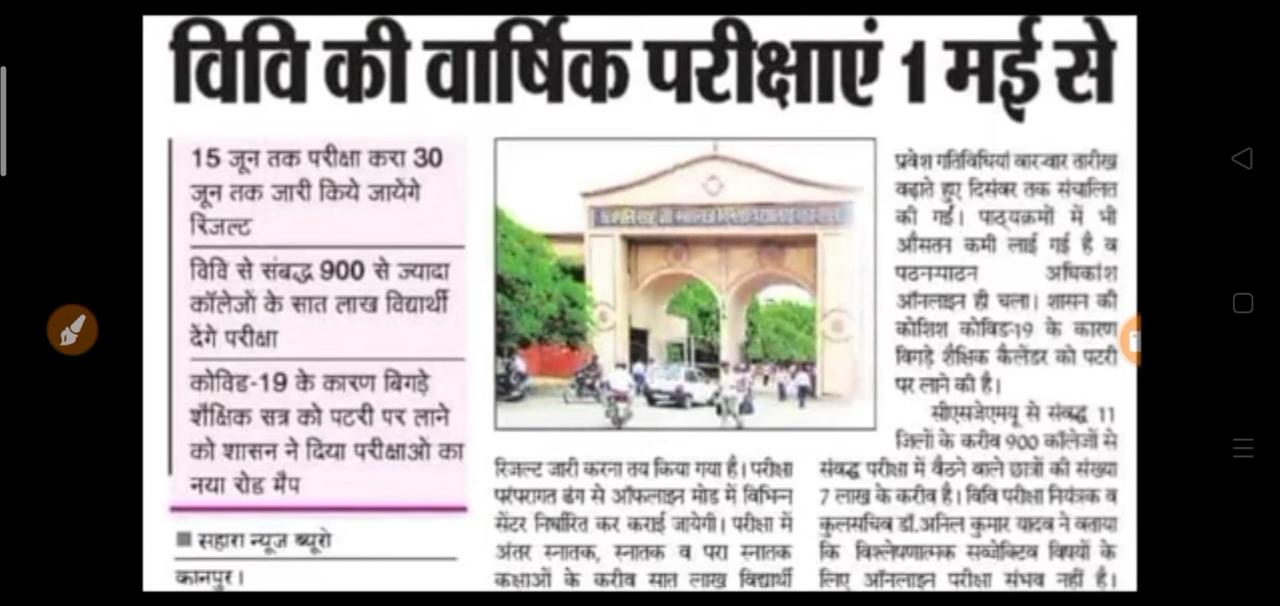 विवि की वार्षिक परीक्षाएं 1 मई से
15 जून तक परीक्षा करा 30
जून तक जारी किये जायेंगे
रिजल्ट
विवि से संबद्ध 900 से ज्यादा
कॉलेजों के सात लाख विद्यार्थी
देंगे परीक्षा
कोविड-19 के कारण बिगड़े
शैक्षिक सत्र को पटरी पर लाने
को शासन ने दिया परीक्षाओं का
नया रोड मैप
सहारा न्यूज ब्यूरो
कानपुर।
रिजल्ट जारी करना तय किया गया है। परीक्षा
परंपरागत ढंग से ऑफलाइन मोड में विभिन्न
सेंटर निर्धारित कर कराई जायेगी। परीक्षा में
अंतर स्नातक, स्नातक व परा स्नातक
कक्षाओं के करीब सात लाख विद्यार्थी
प्रवेश गतिविधियां बार-बार तारीख
बढ़ाते हुए दिसंबर तक संचालित
की गईं। पाठ्यक्रमों में भी
औसतन कमी लाई गई है व
पठन-पाठन अधिकांश
ऑनलाइन ही चला। शासन की
कोशिश कोविड-19 के कारण
बिगड़े शैक्षिक कैलेंडर को पटरी
पर लाने की है।
सीएसजेएमयू से संबद्ध 11
जिलों के करीब 900 कॉलेजों से
संबद्ध परीक्षा में बैठने वाले छात्रों की संख्या
7 लाख के करीब है। विवि परीक्षा नियंत्रक व
कुलसचिव डॉ.अनिल कुमार यादव ने बताया
कि विश्लेषणात्मक सब्जेक्टिव विषयों के
लिए ऑनलाइन परीक्षा संभव नहीं है।